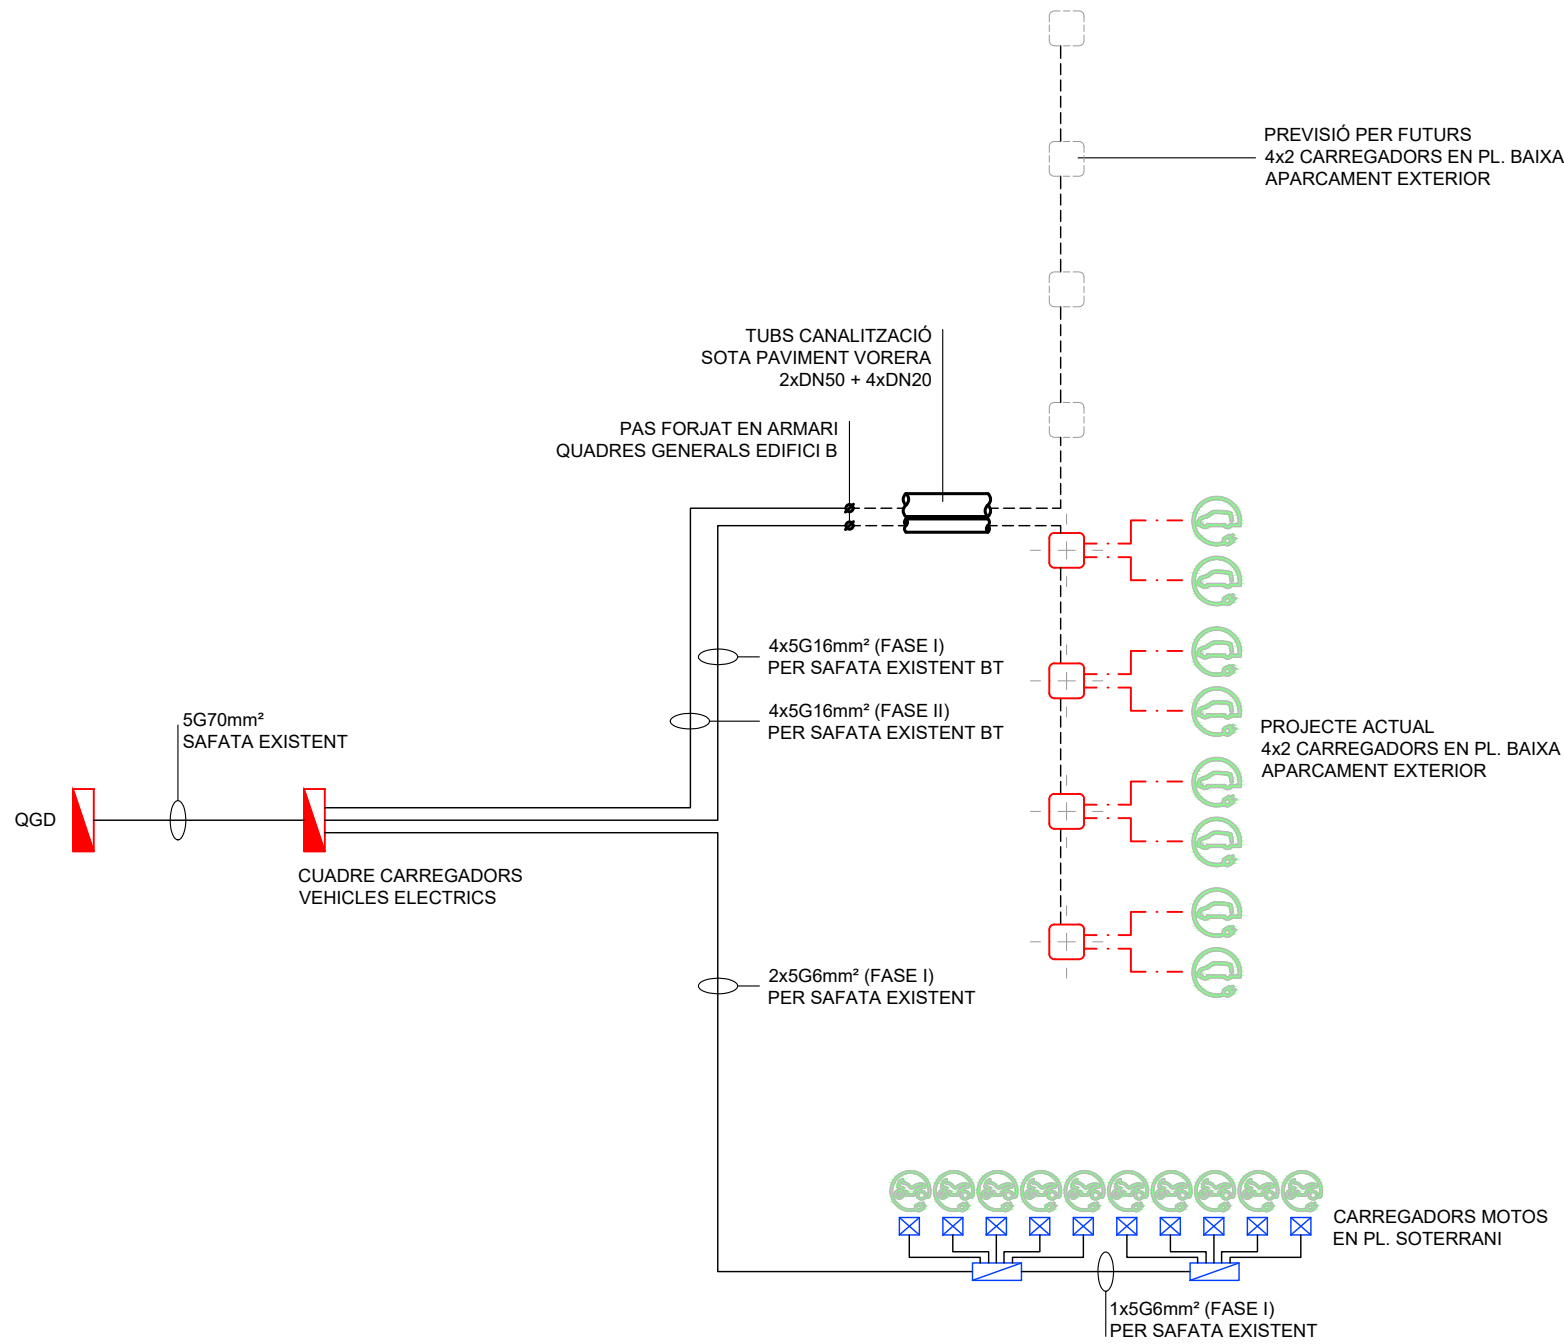 PREVISIÓ PER FUTURS
4x2 CARREGADORS EN PL. BAIXA
APARCAMENT EXTERIOR
TUBS CANALITZACIÓ
SOTA PAVIMENT VORERA
2xDN50 + 4xDN20
PAS FORJAT EN ARMARI
QUADRES GENERALS EDIFICI B
4x5G16mm² (FASE I)
PER SAFATA EXISTENT BT
4x5G16mm² (FASE II)
PER SAFATA EXISTENT BT
5G70mm²
SAFATA EXISTENT
PROJECTE ACTUAL
4x2 CARREGADORS EN PL. BAIXA
APARCAMENT EXTERIOR
QGD
CUADRE CARREGADORS
VEHICLES ELECTRICS
2x5G6mm² (FASE I)
PER SAFATA EXISTENT
CARREGADORS MOTOS
EN PL. SOTERRANI
1x5G6mm² (FASE I)
PER SAFATA EXISTENT